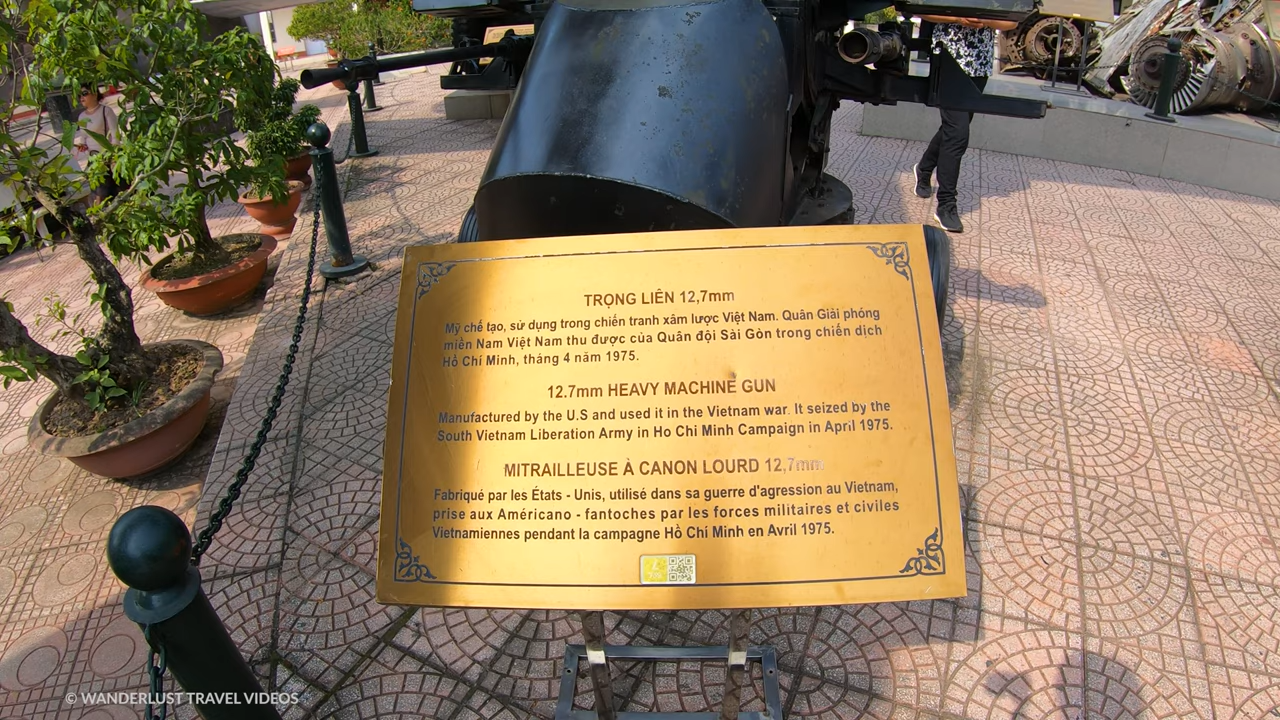 TRỌNG LIÊN 12,7mm
Mỹ chế tạo, sử dụng trong chiến tranh xâm lược Việt Nam. Quân Giải phóng
miền Nam Việt Nam thu được của Quân đội Sài Gòn trong chiến dịch
Hồ Chí Minh, tháng 4 năm 1975.
12.7mm HEAVY MACHINE GUN
Manufactured by the U.S and used it in the Vietnam war. It seized by the
South Vietnam Liberation Army in Ho Chi Minh Campaign in April 1975.
MITRAILLEUSE À CANON LOURD 12,7mm
Fabriqué par les États - Unis, utilisé dans sa guerre d'agression au Vietnam,
prise aux Américano - fantoches par les forces militaires et civiles
Vietnamiennes pendant la campagne Hồ Chí Minh en Avril 1975.
© WANDERLUST TRAVEL VIDEOS